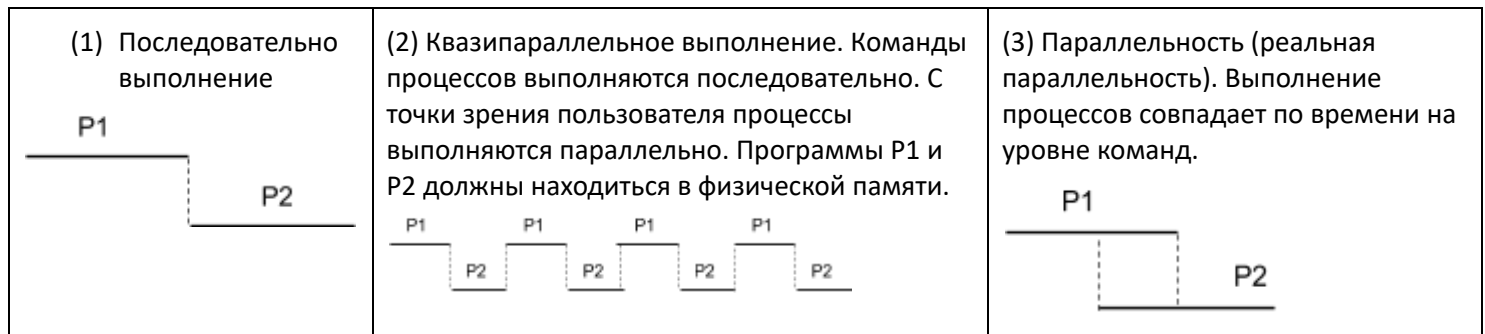 (1) Последовательно
выполнение
P1
P2
(2) Квазипараллельное выполнение. Команды
процессов выполняются последовательно. С
точки зрения пользователя процессы
выполняются параллельно. Программы P1 и
P2 должны находиться в физической памяти.
P1 P1 P1 P1
P2 P2 P2 P2
(3) Параллельность (реальная
параллельность). Выполнение
процессов совпадает по времени на
уровне команд.
P1
P2